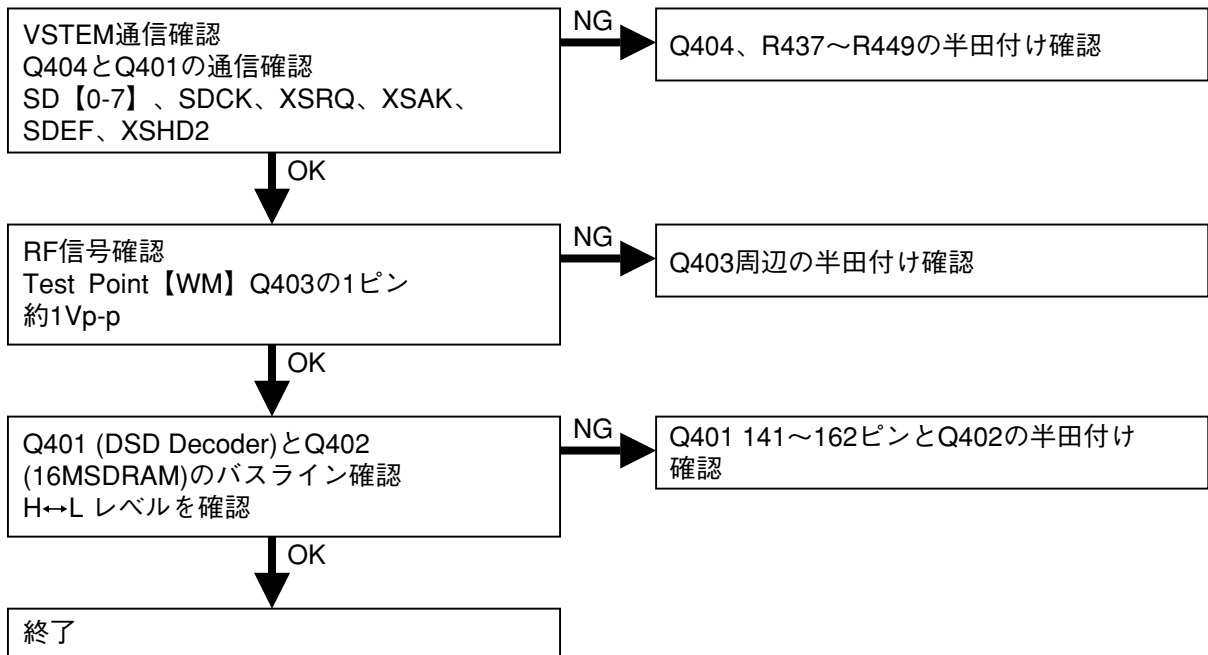 VSTEM通信確認
Q404とQ401の通信確認
SD【0-7】、SDCK、XSRQ、XSAK、
SDEF、XSHD2
NG
Q404、R437～R449の半田付け確認
OK
RF信号確認
Test Point【WM】Q403の1ピン
約1Vp-p
NG
Q403周辺の半田付け確認
OK
Q401 (DSD Decoder)とQ402
(16MSDRAM)のバスライン確認
H↔L レベルを確認
NG
Q401 141～162ピンとQ402の半田付け
確認
OK
終了